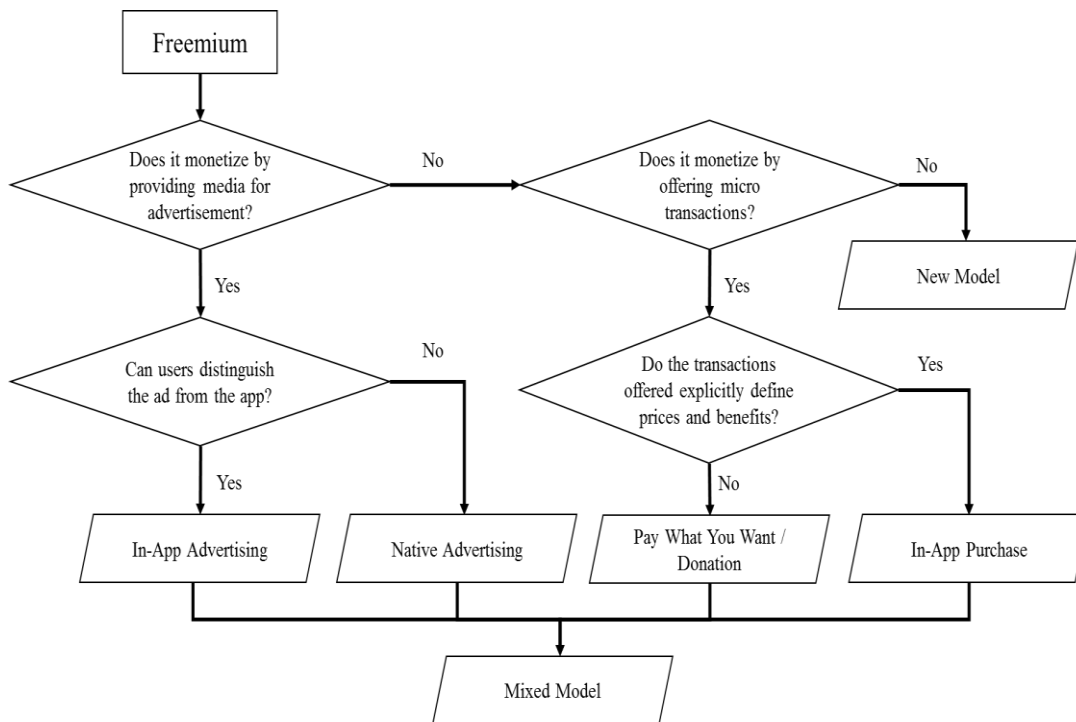 Freemium
Does it monetize by
providing media for
advertisement?
No
Does it monetize by
offering micro
transactions?
No
New Model
Yes
Yes
Can users distinguish
the ad from the app?
No
Do the transactions
offered explicitly define
prices and benefits?
Yes
Yes
No
In-App Advertising
Native Advertising
Pay What You Want /
Donation
In-App Purchase
Mixed Model